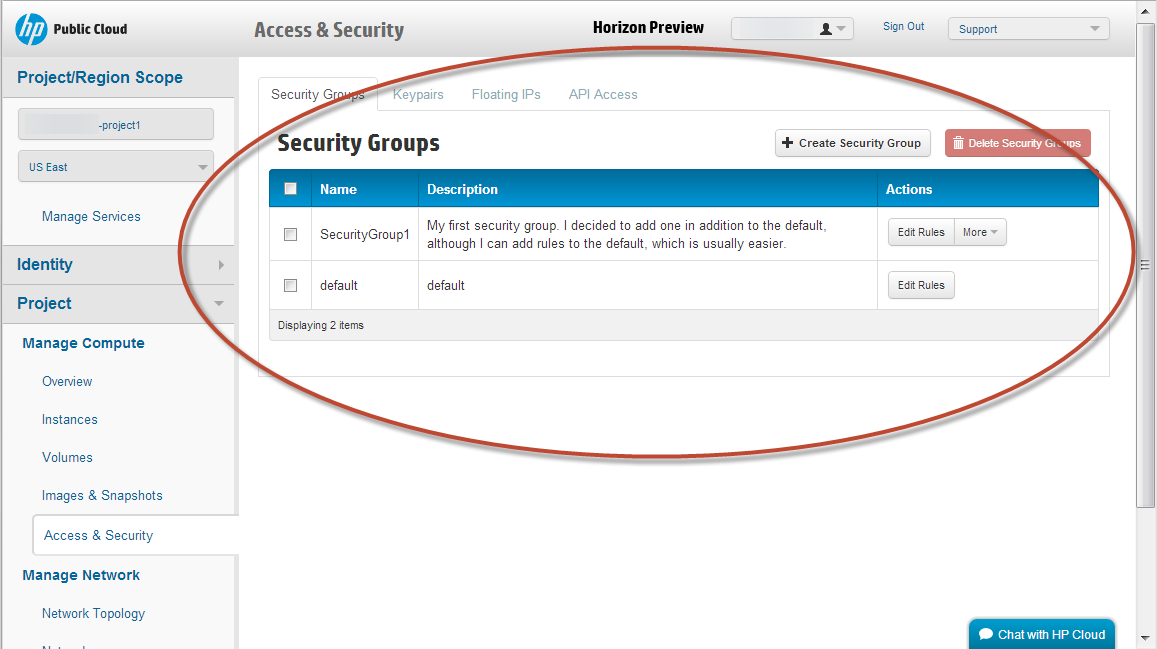 hp Public Cloud
Access & Security
Horizon Preview
Sign Out
Support
Project/Region Scope
-project1
US East
Manage Services
Identity
Project
Manage Compute
Overview
Instances
Volumes
Images & Snapshots
Access & Security
Manage Network
Network Topology
Security Groups Keypairs Floating IPs API Access
Security Groups
Create Security Group Delete Security Groups
Name Description Actions
SecurityGroup1 My first security group. I decided to add one in addition to the default,
although I can add rules to the default, which is usually easier.
Edit Rules More
default default Edit Rules
Displaying 2 items
Chat with HP Cloud